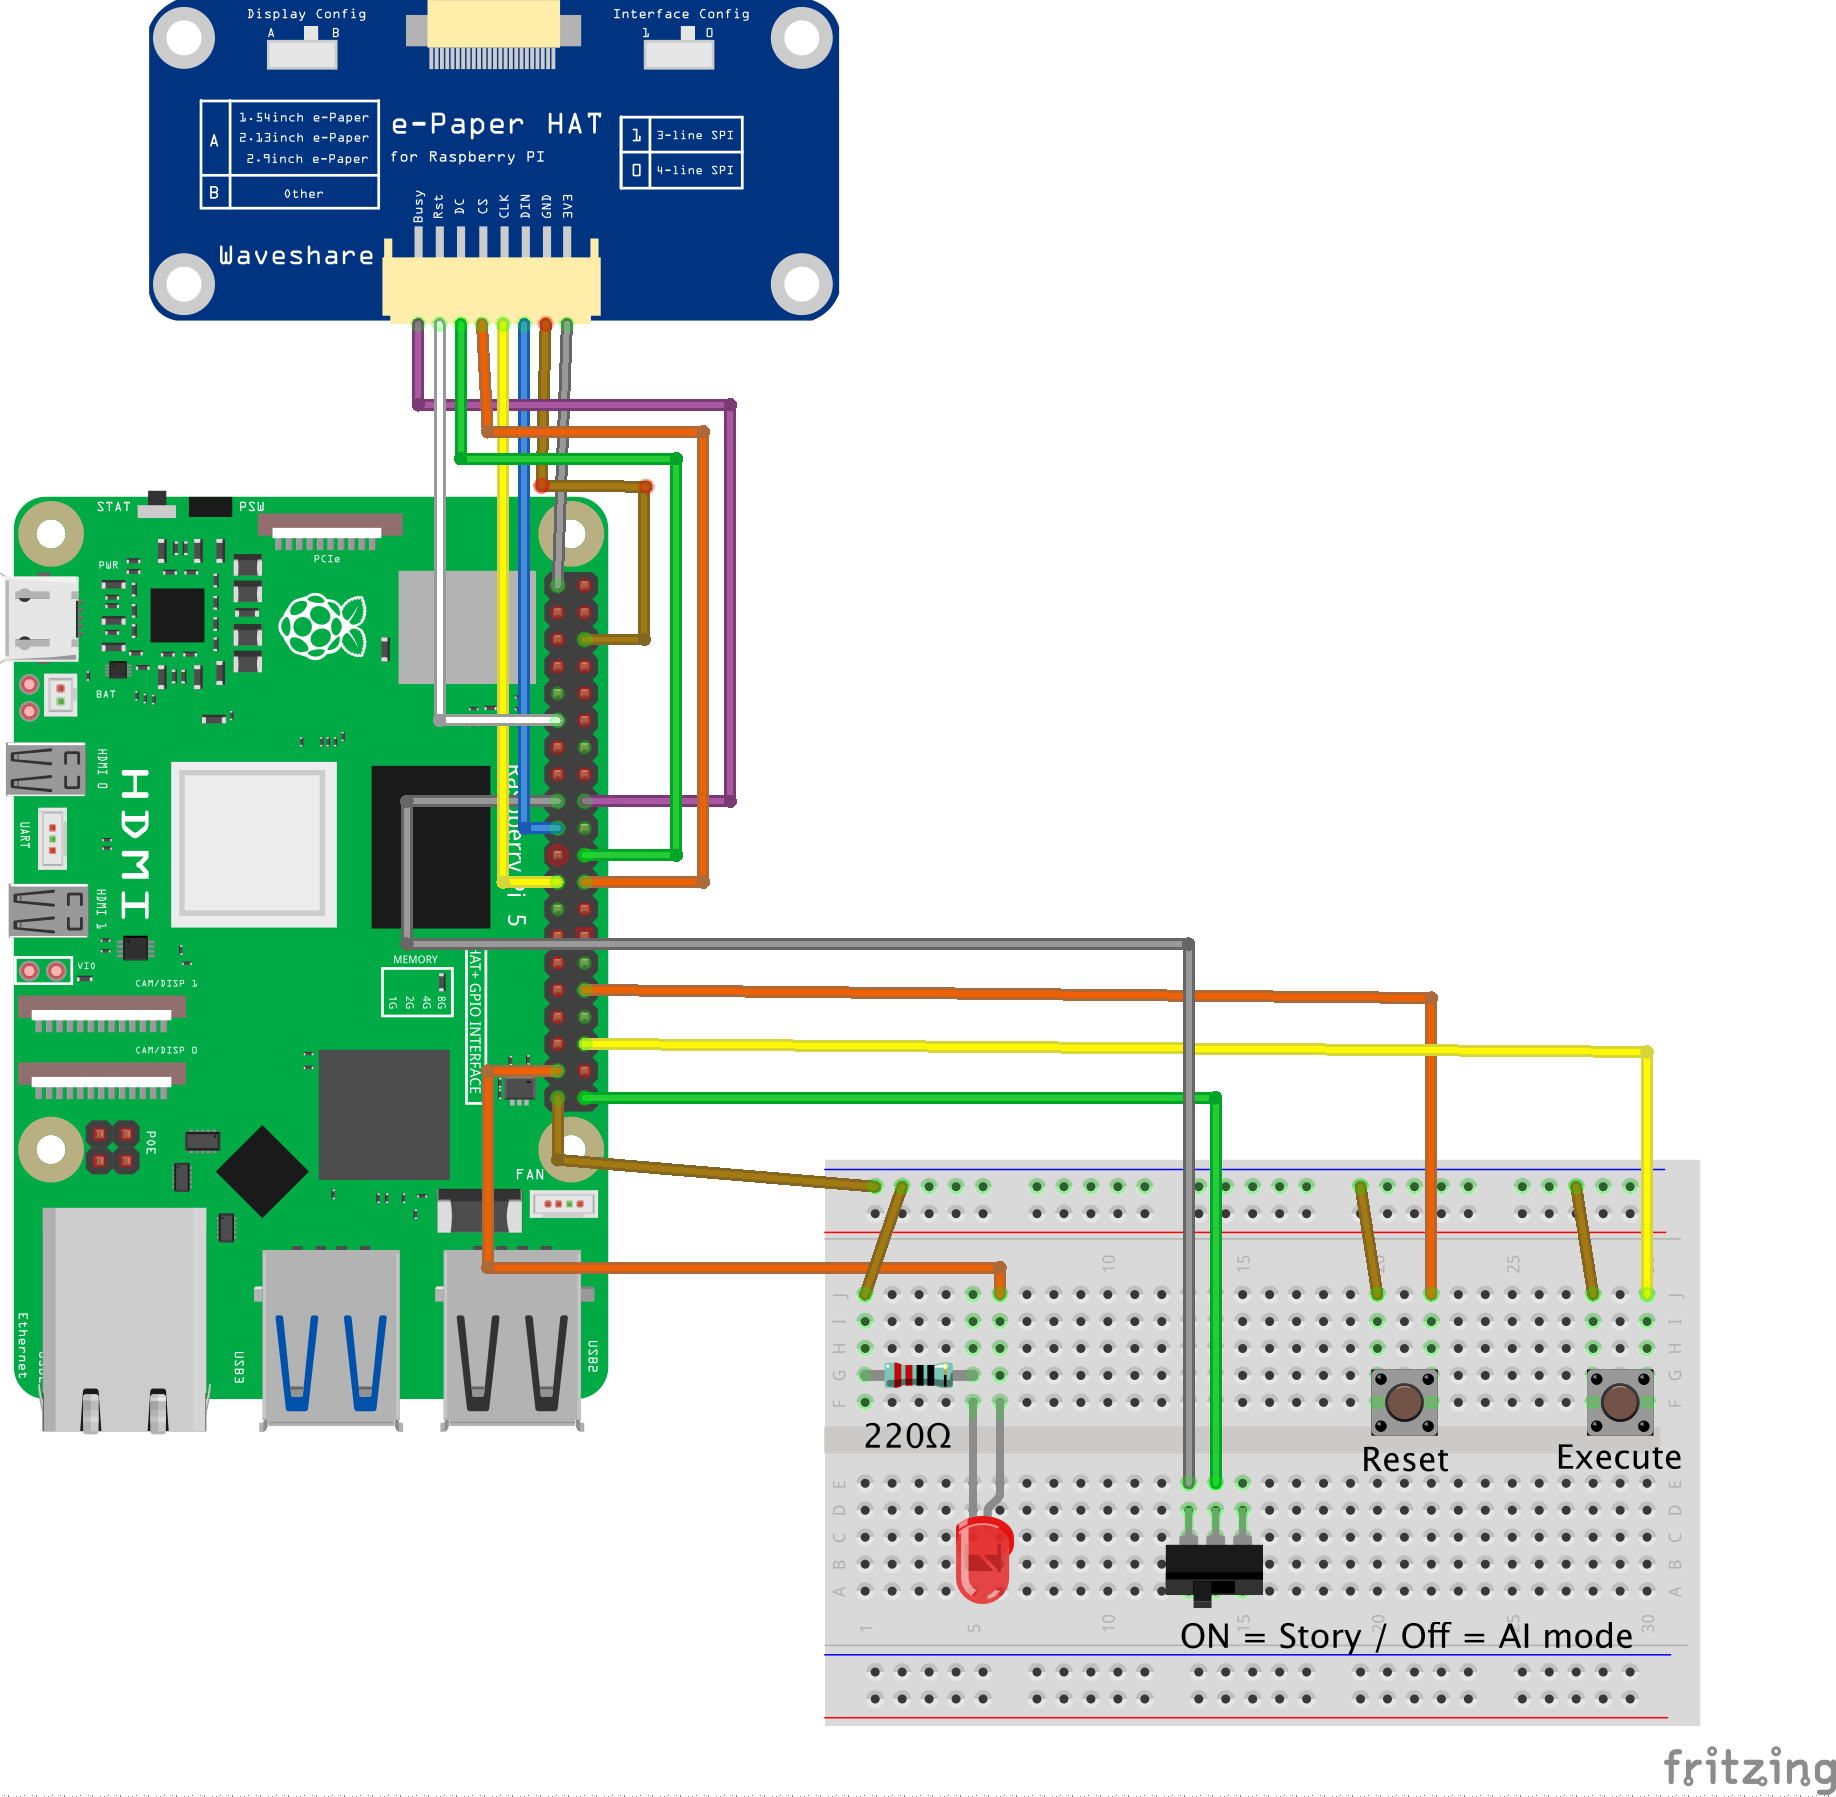 Display Config
A B
Interface Config
1 0
A
1.54inch e-Paper
2.13inch e-Paper
2.9inch e-Paper
B
Other
e-Paper HAT
for Raspberry PI
1
3-line SPI
0
4-line SPI
Busy
Rst
DC
CS
CLK
DIN
GND
3V3
Waveshare
STAT
PSW
PCIe
PWR
BAT
HDMI 0
HDMI
UART
HDMI 1
Raspberry Pi 5
VIO
CAM/DISP 1
MEMORY
1G
2G
4G
8G
HAT+ GPIO INTERFACE
CAM/DISP 0
POE
FAN
Ethernet
USB3
USB2
10
15
20
25
J
I
H
G
F
J
I
H
G
F
220Ω
Reset
Execute
E
D
C
B
A
E
D
C
B
A
1
5
10
15
20
25
30
ON = Story / Off = AI mode
fritzing